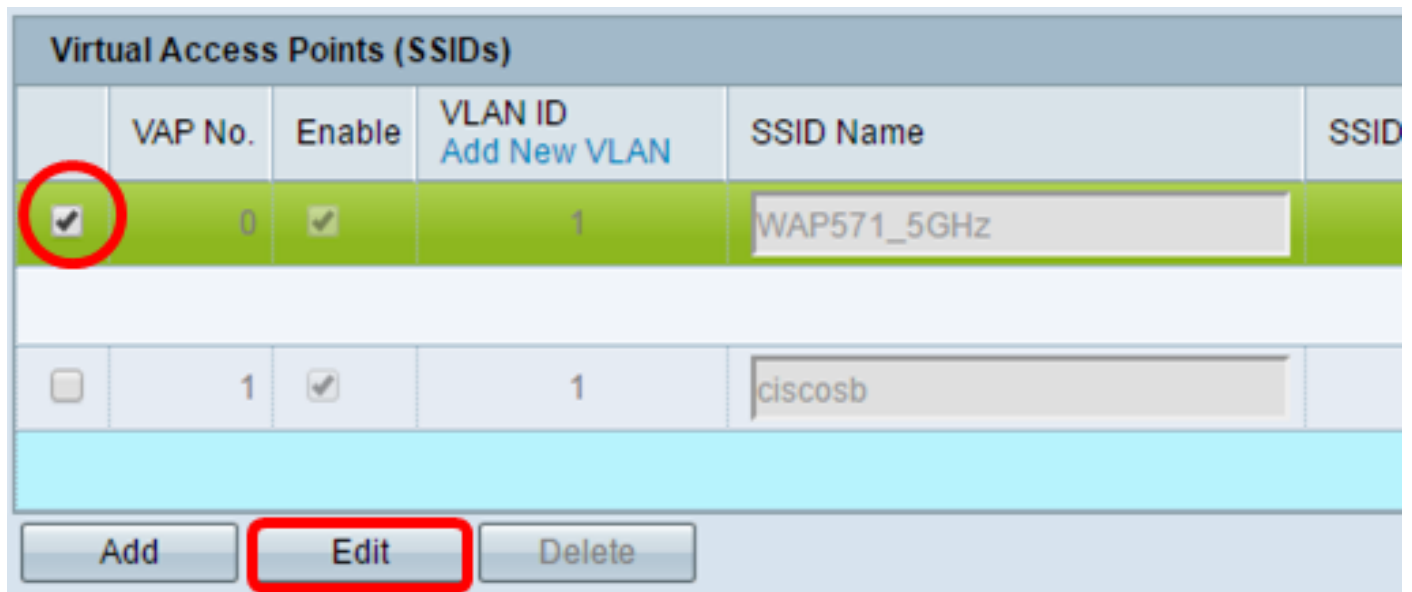 Virtual Access Points (SSIDs)
VAP No. Enable VLAN ID Add New VLAN SSID Name SSID
0 1 WAP571_5GHz
1 1 ciscosb
Add Edit Delete